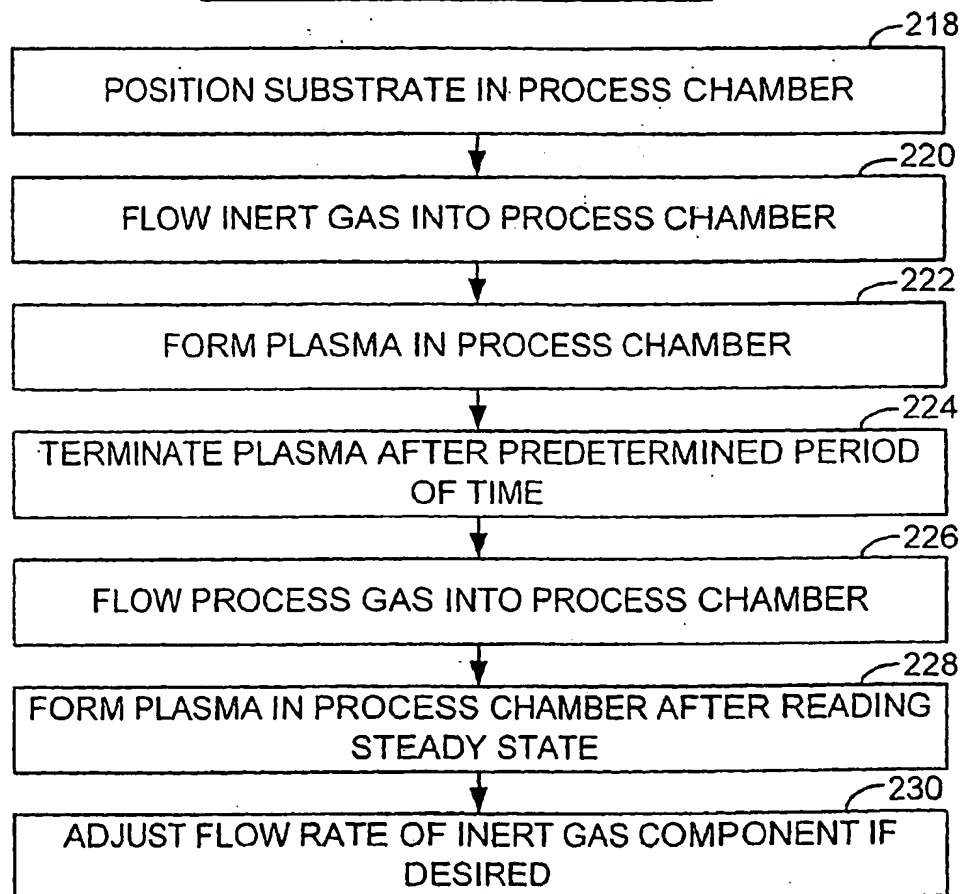 218
POSITION SUBSTRATE IN PROCESS CHAMBER
220
FLOW INERT GAS INTO PROCESS CHAMBER
222
FORM PLASMA IN PROCESS CHAMBER
224
TERMINATE PLASMA AFTER PREDETERMINED PERIOD
OF TIME
226
FLOW PROCESS GAS INTO PROCESS CHAMBER
228
FORM PLASMA IN PROCESS CHAMBER AFTER READING
STEADY STATE
230
ADJUST FLOW RATE OF INERT GAS COMPONENT IF
DESIRED